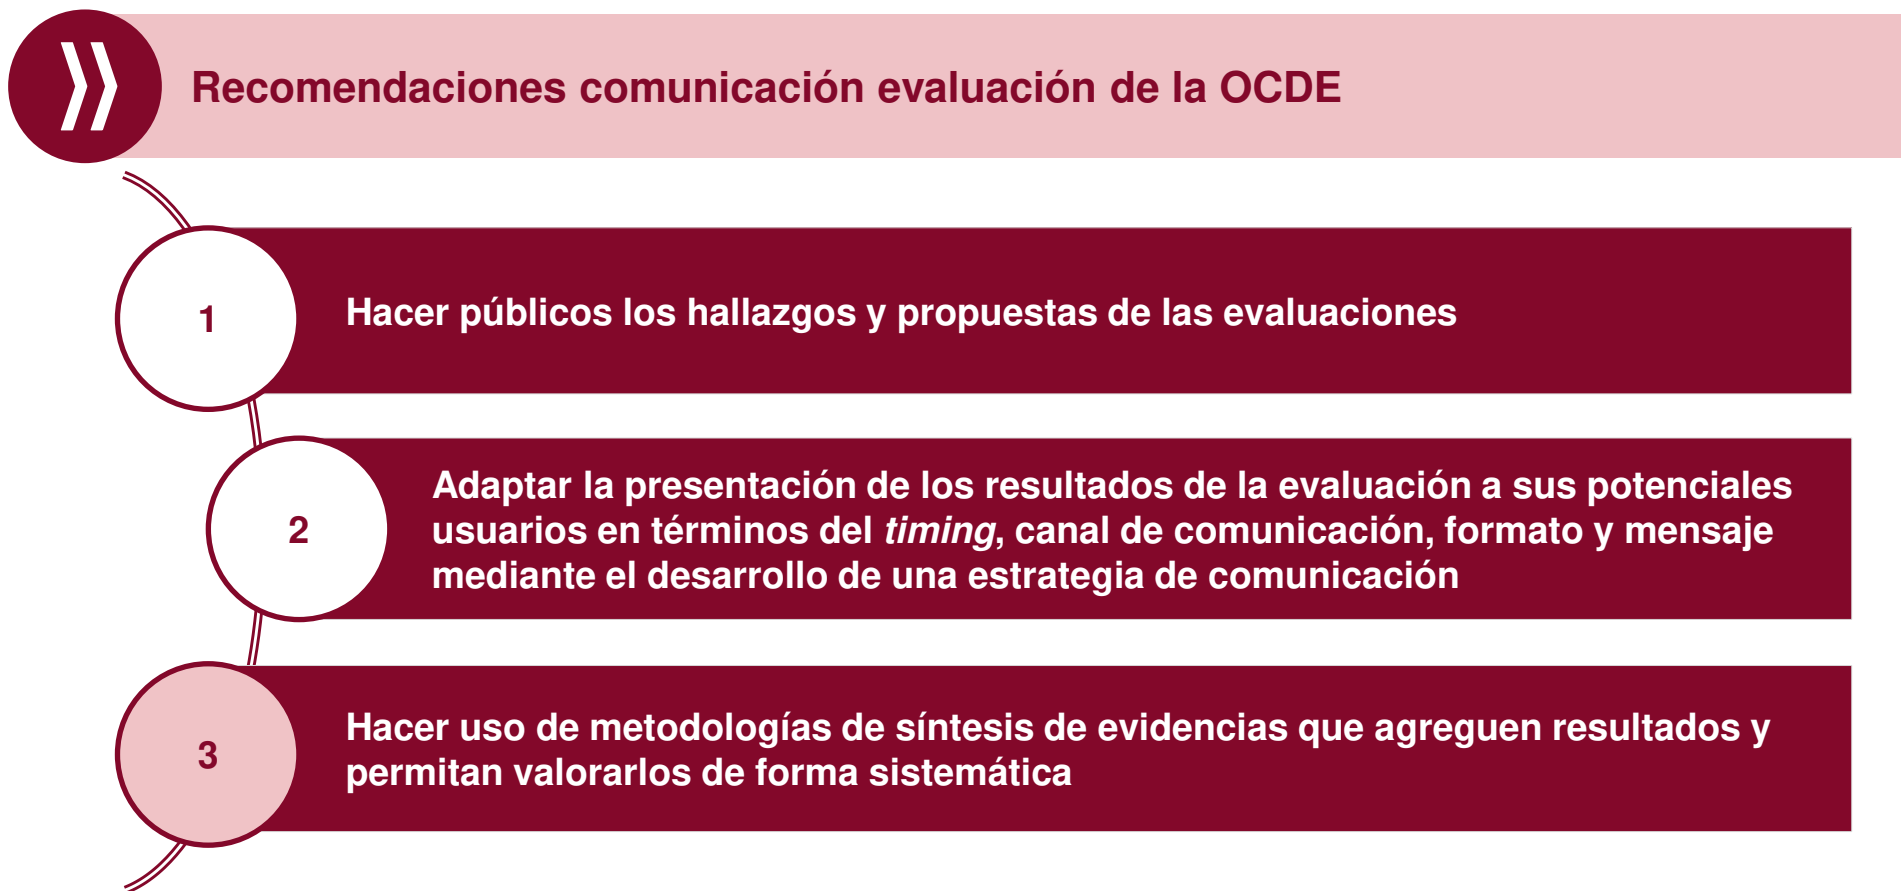 Recomendaciones comunicación evaluación de la OCDE
1
Hacer públicos los hallazgos y propuestas de las evaluaciones
2
Adaptar la presentación de los resultados de la evaluación a sus potenciales
usuarios en términos del timing, canal de comunicación, formato y mensaje
mediante el desarrollo de una estrategia de comunicación
3
Hacer uso de metodologías de síntesis de evidencias que agreguen resultados y
permitan valorarlos de forma sistemática